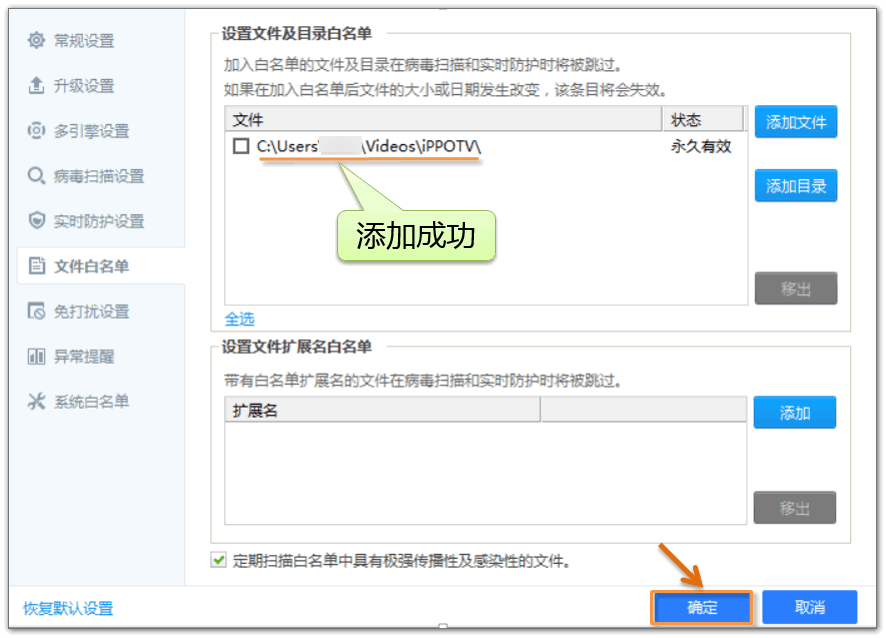 常规设置
升级设置
多引擎设置
病毒扫描设置
实时防护设置
文件白名单
免打扰设置
异常提醒
系统白名单
恢复默认设置
设置文件及目录白名单
加入白名单的文件及目录在病毒扫描和实时防护时将被跳过。
如果在加入白名单后文件的大小或日期发生改变，该条目将会失效。
文件 状态
C:\Users\ \Videos\iPPOTV\ 永久有效
添加文件
添加目录
移出
添加成功
全选
设置文件扩展名白名单
带有白名单扩展名的文件在病毒扫描和实时防护时将被跳过。
扩展名
添加
移出
定期扫描白名单中具有极强传播性及感染性的文件。
确定 取消